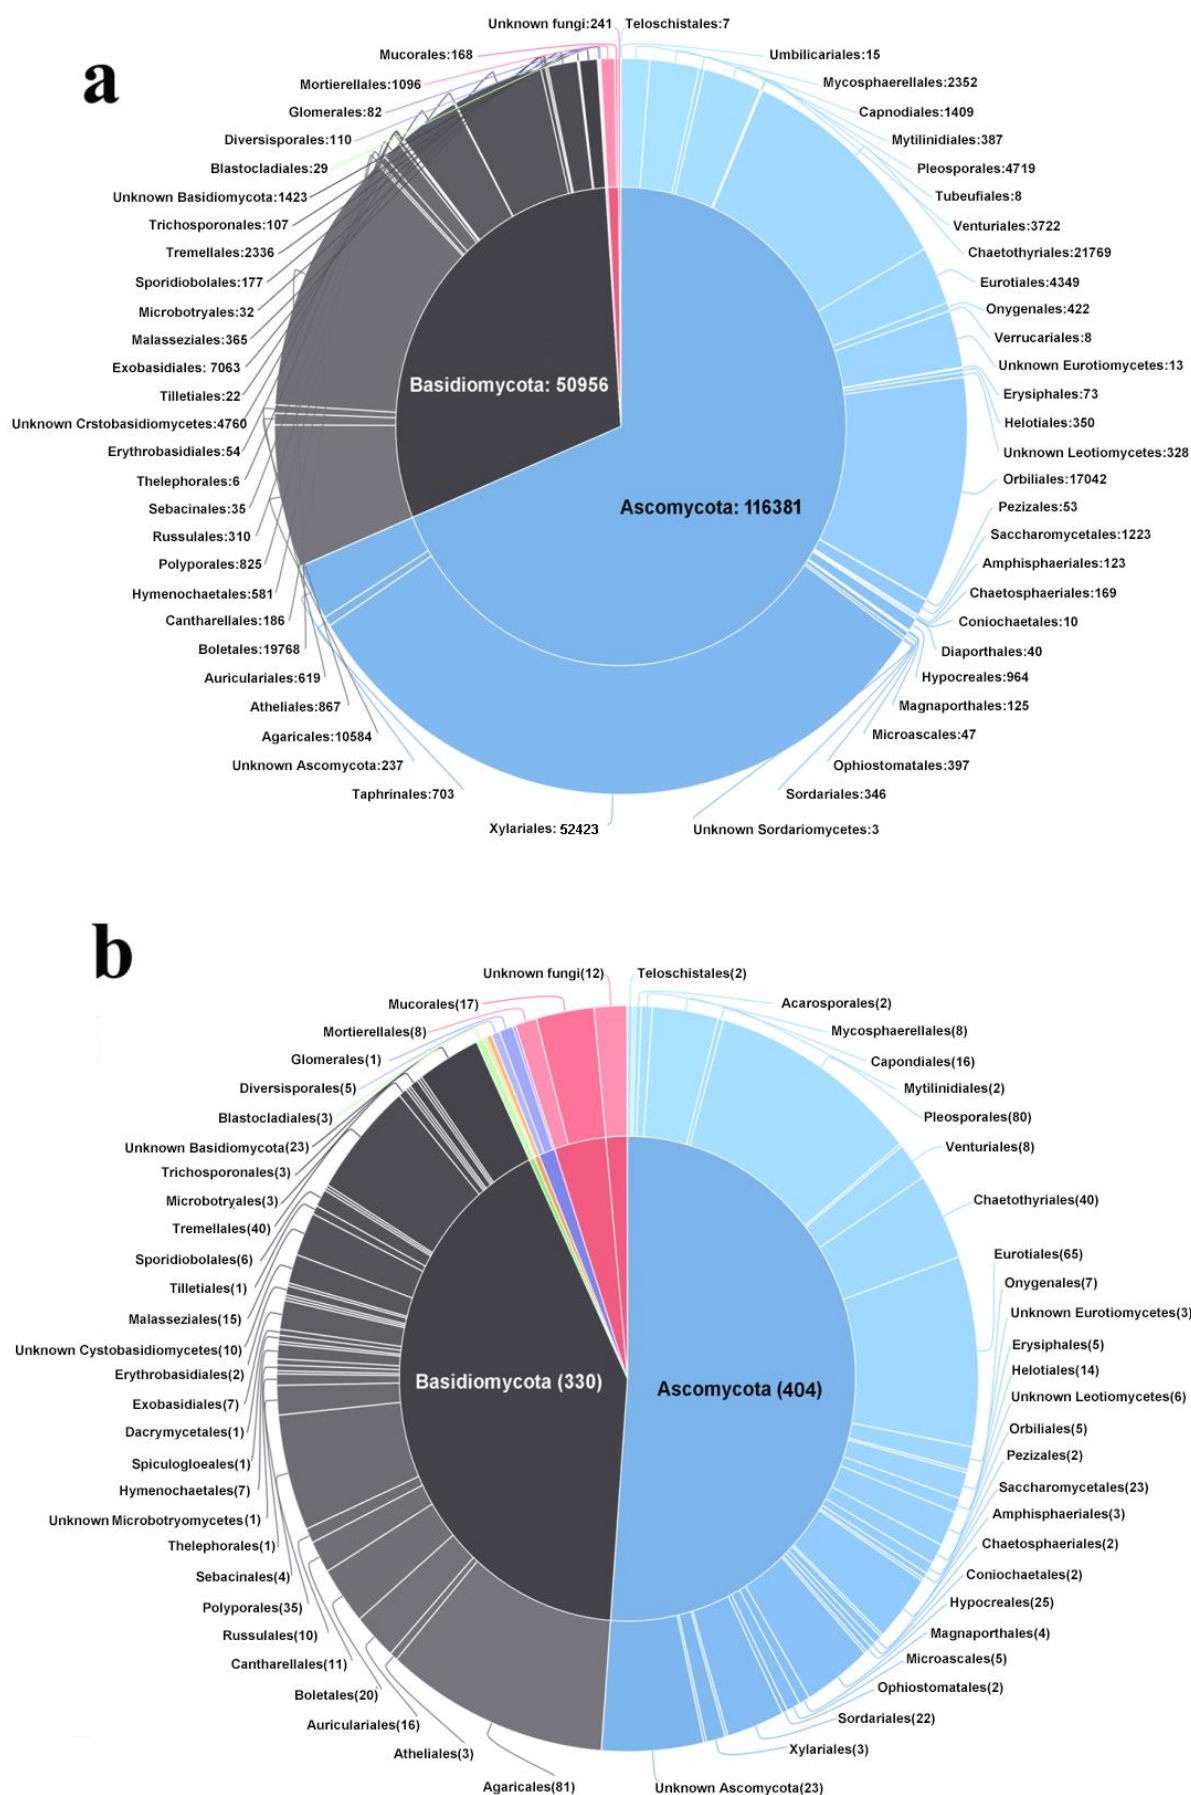 a
Unknown fungi:241
Teloschistales:7
Mucorales:168
Umbilicariales:15
Mortierellales:1096
Mycosphaerellales:2352
Glomerales:82
Capnodiales:1409
Diversisporales:110
Mytilinidiales:387
Blastocladiales:29
Pleosporales:4719
Unknown Basidiomycota:1423
Tubeufiales:8
Trichosporonales:107
Venturiales:3722
Tremellales:2336
Chaetothyriales:21769
Sporidiobolales:177
Eurotiales:4349
Microbotryales:32
Onygenales:422
Malasseziales:365
Verrucariales:8
Exobasidiales: 7063
Unknown Eurotiomycetes:13
Basidiomycota: 50956
Tilletiales:22
Erysiphales:73
Unknown Crstobasidiomycetes:4760
Helotiales:350
Erythrobasidiales:54
Unknown Leotiomycetes:328
Thelephorales:6
Orbiliales:17042
Sebacinales:35
Ascomycota: 116381
Pezizales:53
Russulales:310
Saccharomycetales:1223
Polyporales:825
Amphisphaeriales:123
Hymenochaetales:581
Chaetosphaeriales:169
Cantharellales:186
Coniochaetales:10
Boletales:19768
Diaporthales:40
Auriculariales:619
Hypocreales:964
Atheliales:867
Magnaporthales:125
Agaricales:10584
Microascales:47
Unknown Ascomycota:237
Ophiostomatales:397
Taphrinales:703
Sordariales:346
Xylariales: 52423
Unknown Sordariomycetes:3
b
Unknown fungi(12)
Teloschistales(2)
Mucorales(17)
Acarosporales(2)
Mortierellales(8)
Mycosphaerellales(8)
Glomerales(1)
Capondiales(16)
Diversisporales(5)
Mytilinidiales(2)
Blastocladiales(3)
Pleosporales(80)
Unknown Basidiomycota(23)
Venturiales(8)
Trichosporonales(3)
Microbotryales(3)
Chaetothyriales(40)
Tremellales(40)
Sporidiobolales(6)
Eurotiales(65)
Tilletiales(1)
Onygenales(7)
Malasseziales(15)
Unknown Eurotiomycetes(3)
Unknown Cystobasidiomycetes(10)
Erysiphales(5)
Erythrobasidiales(2)
Helotiales(14)
Basidiomycota (330)
Ascomycota (404)
Exobasidiales(7)
Unknown Leotiomycetes(6)
Dacrymycetales(1)
Orbiliales(5)
Spiculogloeales(1)
Pezizales(2)
Hymenochaetales(7)
Saccharomycetales(23)
Unknown Microbotryomycetes(1)
Amphisphaeriales(3)
Thelephorales(1)
Chaetosphaeriales(2)
Sebacinales(4)
Coniochaetales(2)
Polyporales(35)
Hypocreales(25)
Russulales(10)
Magnaporthales(4)
Cantharellales(11)
Microascales(5)
Boletales(20)
Ophiostomatales(2)
Auriculariales(16)
Sordariales(22)
Atheliales(3)
Xylariales(3)
Agaricales(81)
Unknown Ascomycota(23)